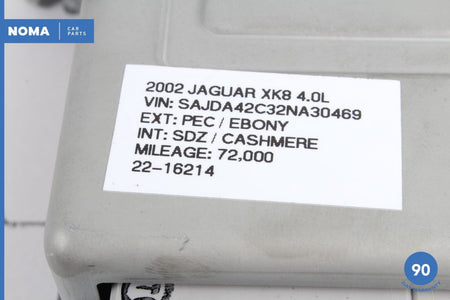 NOMA CAR PARTS
2002 JAGUAR XK8 4.0L
VIN: SAJDA42C32NA30469
EXT: PEC / EBONY
INT: SDZ / CASHMERE
MILEAGE: 72,000
22-16214
90